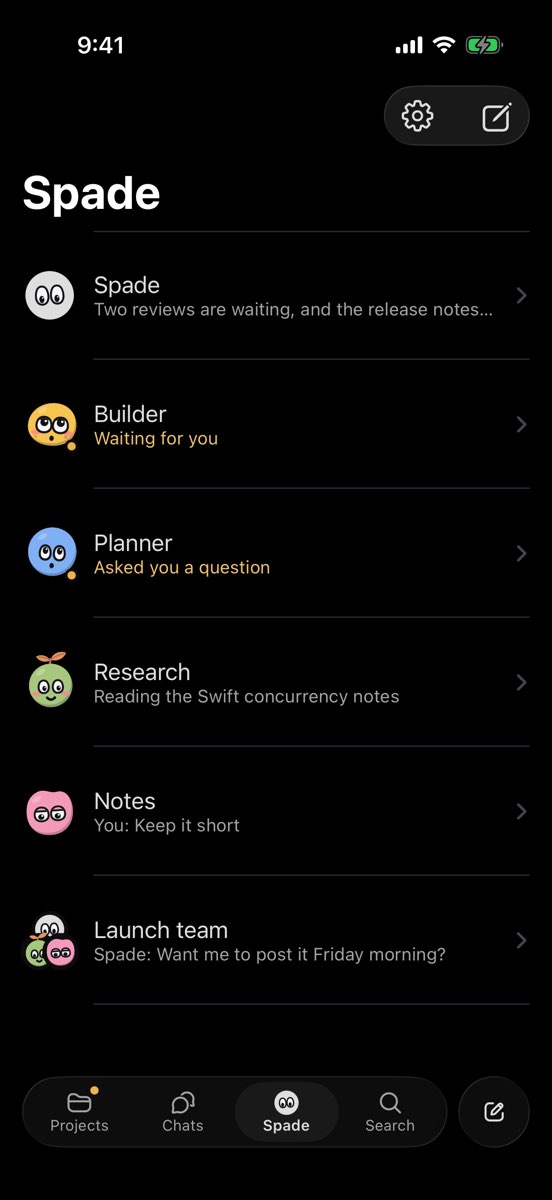 9:41
Spade
Spade
Two reviews are waiting, and the release notes...
Builder
Waiting for you
Planner
Asked you a question
Research
Reading the Swift concurrency notes
Notes
You: Keep it short
Launch team
Spade: Want me to post it Friday morning?
Projects
Chats
Spade
Search